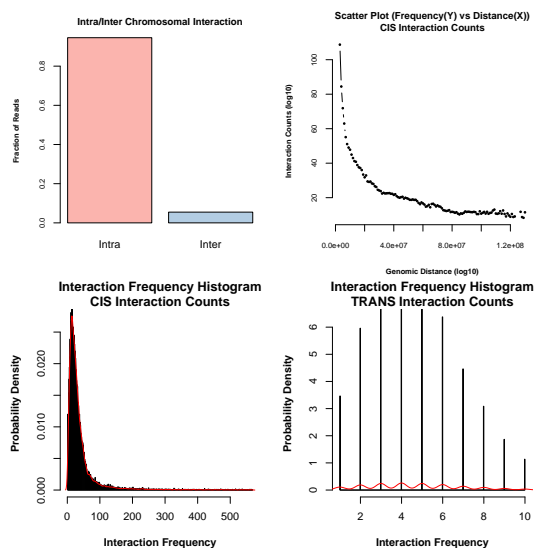 Intra/Inter Chromosomal Interaction
Fraction of Reads
0.0 0.2 0.4 0.6 0.8
Intra Inter
Scatter Plot (Frequency(Y) vs Distance(X))
CIS Interaction Counts
Interaction Counts (log10)
20 40 60 80 100
0.0e+00 4.0e+07 8.0e+07 1.2e+08
Genomic Distance (log10)
Interaction Frequency Histogram
CIS Interaction Counts
Probability Density
0.000 0.010 0.020
0 100 200 300 400 500
Interaction Frequency
Interaction Frequency Histogram
TRANS Interaction Counts
Probability Density
0 1 2 3 4 5 6
2 4 6 8 10
Interaction Frequency